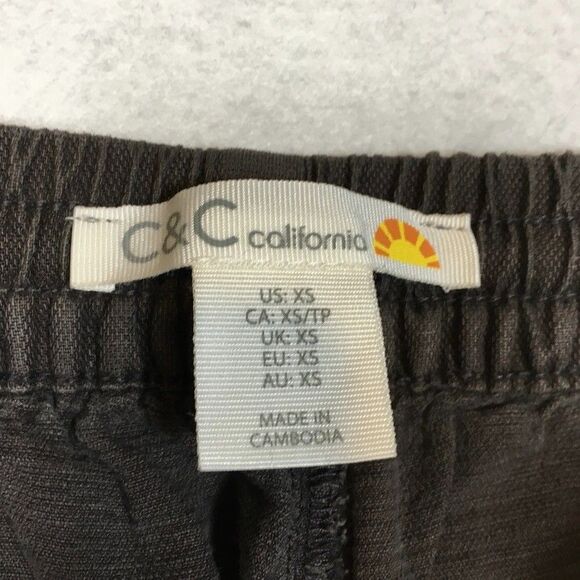 C&C california
US: XS
CA: XS/TP
UK: XS
EU: XS
AU: XS
MADE IN
CAMBODIA